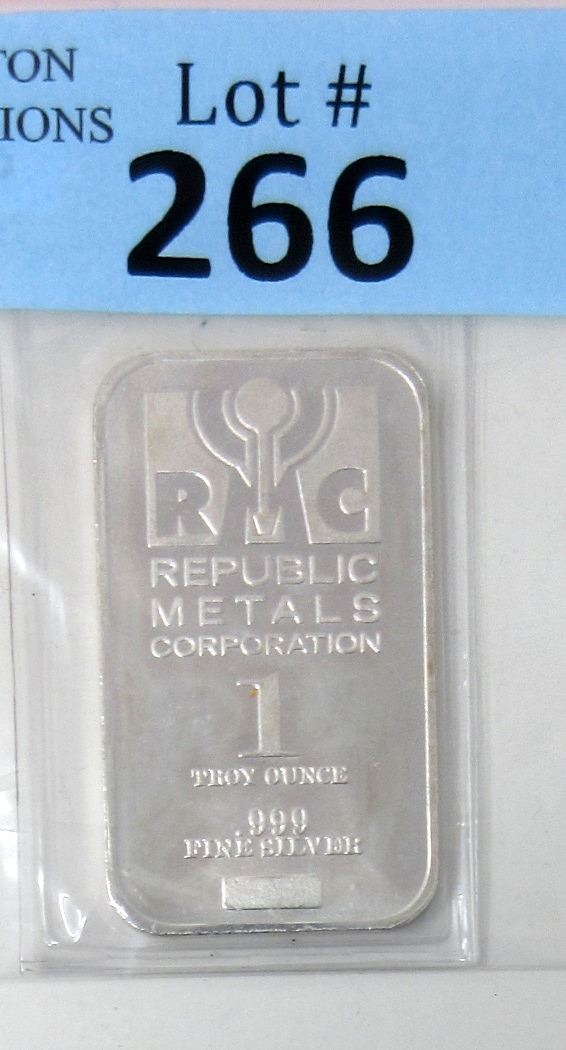 TON
IONS
Lot #
266
RMC
REPUBLIC
METALS
CORPORATION
1
TROY OUNCE
.999
FINE SILVER